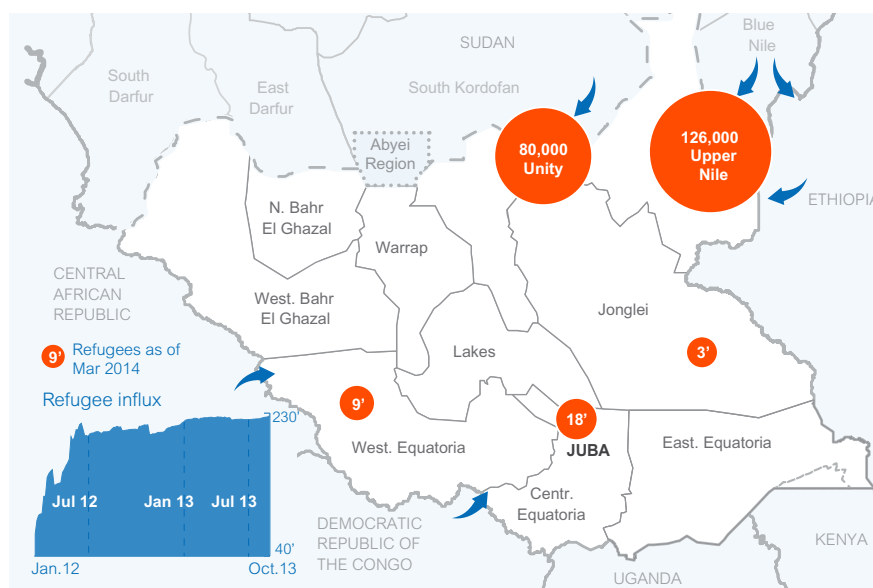 Blue
Nile
SUDAN
South
Darfur
East
Darfur
South Kordofan
126,000
Upper
Nile
80,000
Unity
Abyei
Region
ETHIOPIA
N. Bahr
El Ghazal
Warrap
CENTRAL
AFRICAN
REPUBLIC
West. Bahr
El Ghazal
Jonglei
9’ Refugees as of
Mar 2014
Lakes
3’
Refugee influx
9’
18’
230’
West. Equatoria
JUBA
East. Equatoria
Jul 12 Jan 13 Jul 13
Centr.
Equatoria
DEMOCRATIC
REPUBLIC OF
THE CONGO
KENYA
40’
Jan.12 Oct.13
UGANDA